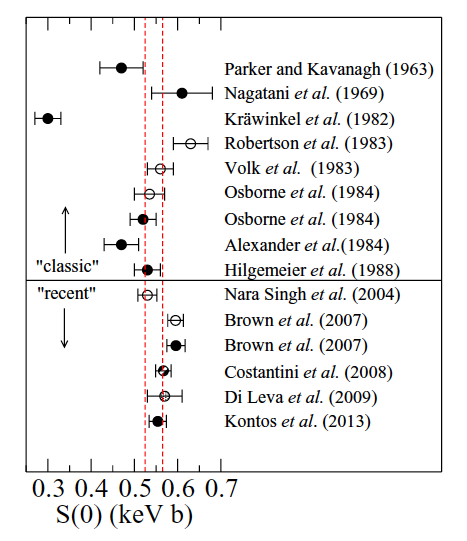 Parker and Kavanagh (1963)
Nagatani et al. (1969)
Kräwinkel et al. (1982)
Robertson et al. (1983)
Volk et al. (1983)
Osborne et al. (1984)
Osborne et al. (1984)
Alexander et al.(1984)
"classic"
Hilgemeier et al. (1988)
"recent"
Nara Singh et al. (2004)
Brown et al. (2007)
Brown et al. (2007)
Costantini et al. (2008)
Di Leva et al. (2009)
Kontos et al. (2013)
0.3 0.4 0.5 0.6 0.7
S(0) (keV b)